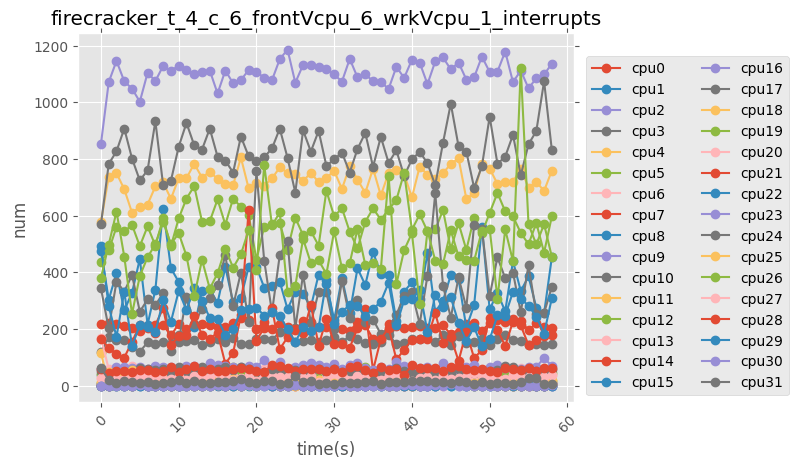 firecracker_t_4_c_6_frontVcpu_6_wrkVcpu_1_interrupts
1200
1000
800
600
400
200
0
num
0
10
20
30
40
50
60
time(s)
cpu0
cpu1
cpu2
cpu3
cpu4
cpu5
cpu6
cpu7
cpu8
cpu9
cpu10
cpu11
cpu12
cpu13
cpu14
cpu15
cpu16
cpu17
cpu18
cpu19
cpu20
cpu21
cpu22
cpu23
cpu24
cpu25
cpu26
cpu27
cpu28
cpu29
cpu30
cpu31